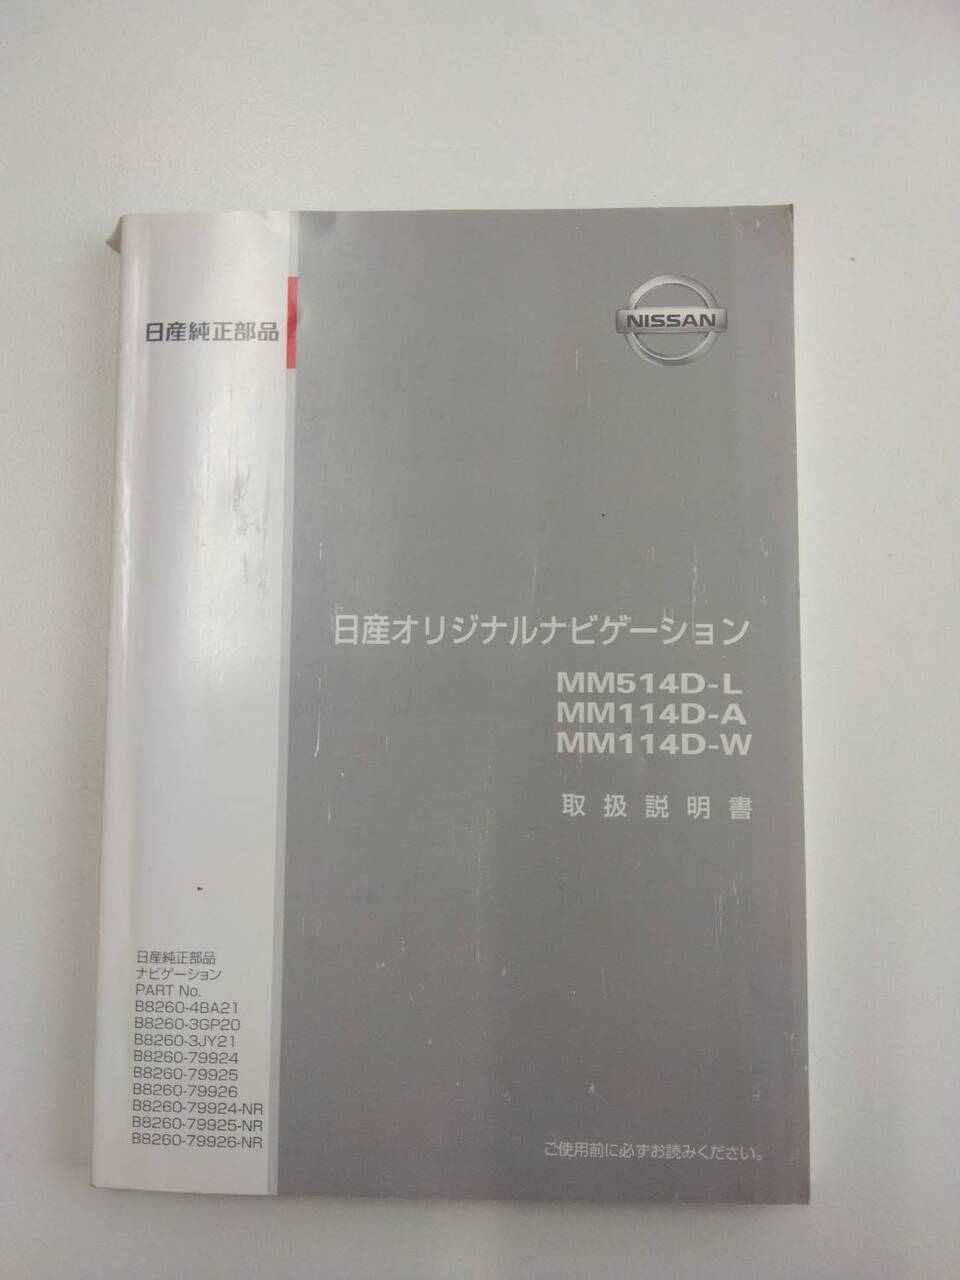 日産純正部品
NISSAN
日産オリジナルナビゲーション
MM514D-L
MM114D-A
MM114D-W
取扱説明書
日産純正部品
ナビゲーション
PART No.
B8260-4BA21
B8260-3GP20
B8260-3JY21
B8260-79924
B8260-79925
B8260-79926
B8260-79924-NR
B8260-79925-NR
B8260-79926-NR
ご使用前に必ずお読みください。